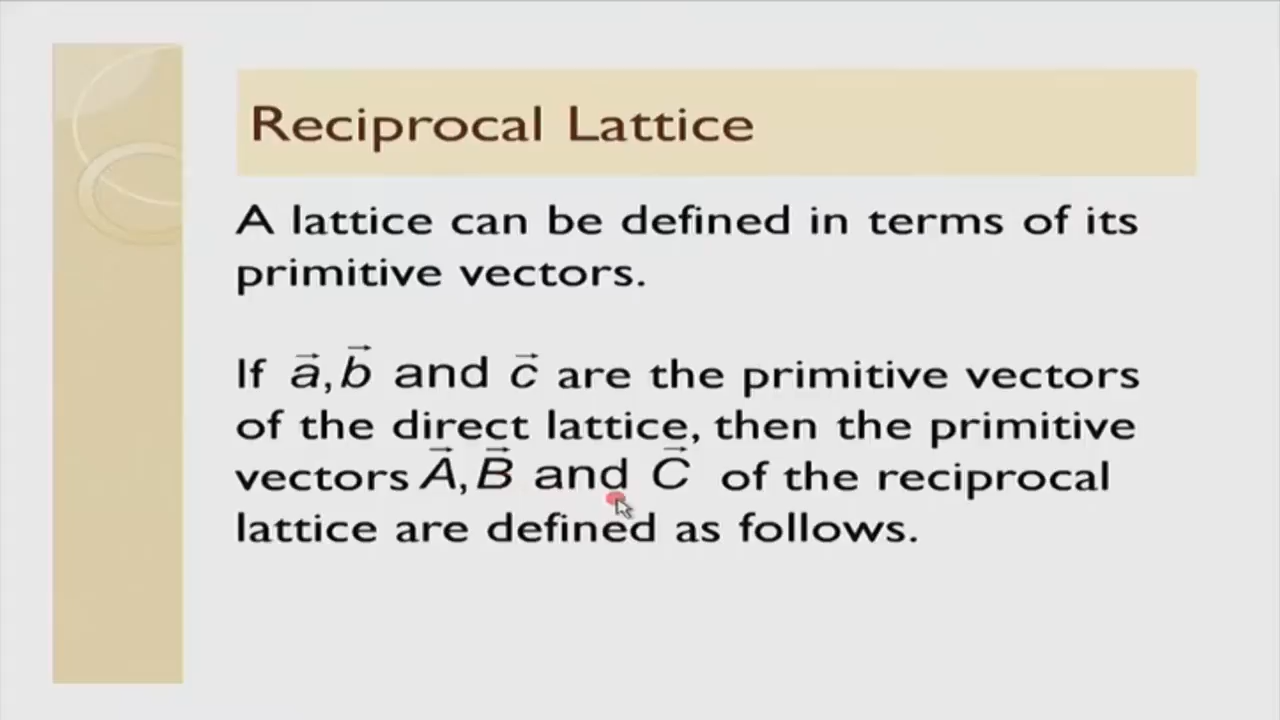 Reciprocal Lattice
A lattice can be defined in terms of its
primitive vectors.
If a⃗, b⃗ and c⃗ are the primitive vectors
of the direct lattice, then the primitive
vectors A⃗, B⃗ and C⃗ of the reciprocal
lattice are defined as follows.